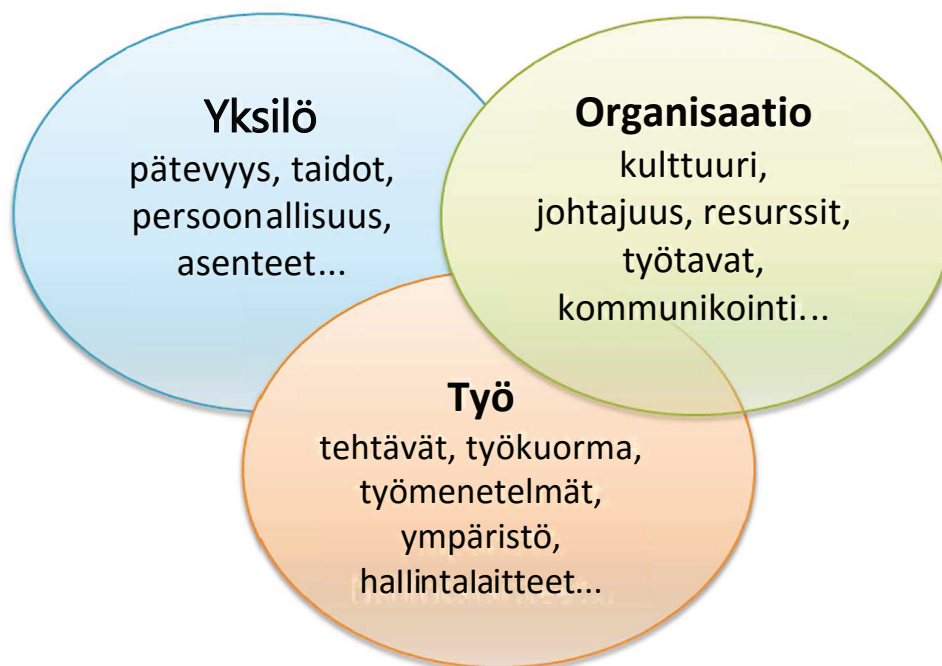 Yksilö
pätevyys, taidot,
persoonallisuus,
asenteet...
Organisaatio
kulttuuri,
johtajuus, resurssit,
työtavat,
kommunikointi...
Työ
tehtävät, työkuorma,
työmenetelmät,
ympäristö,
hallintalaitteet...